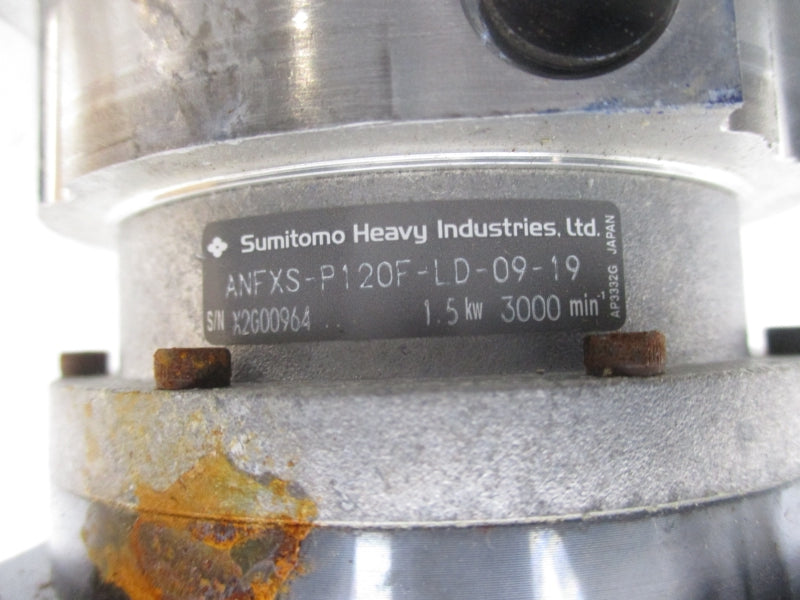 Sumitomo Heavy Industries, Ltd.
ANFXS-P120F-LD-09-19
S/N X2G00964 1.5 kw 3000 min⁻¹
AP3332G JAPAN